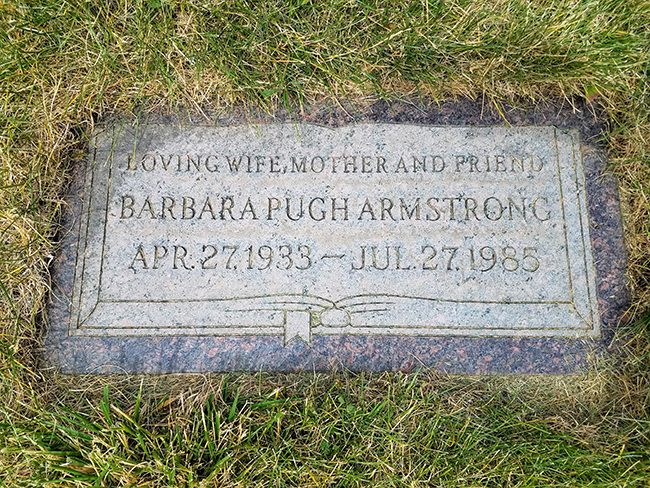 LOVING WIFE, MOTHER AND FRIEND
BARBARA PUGH ARMSTRONG
APR. 27, 1933 — JUL. 27, 1985